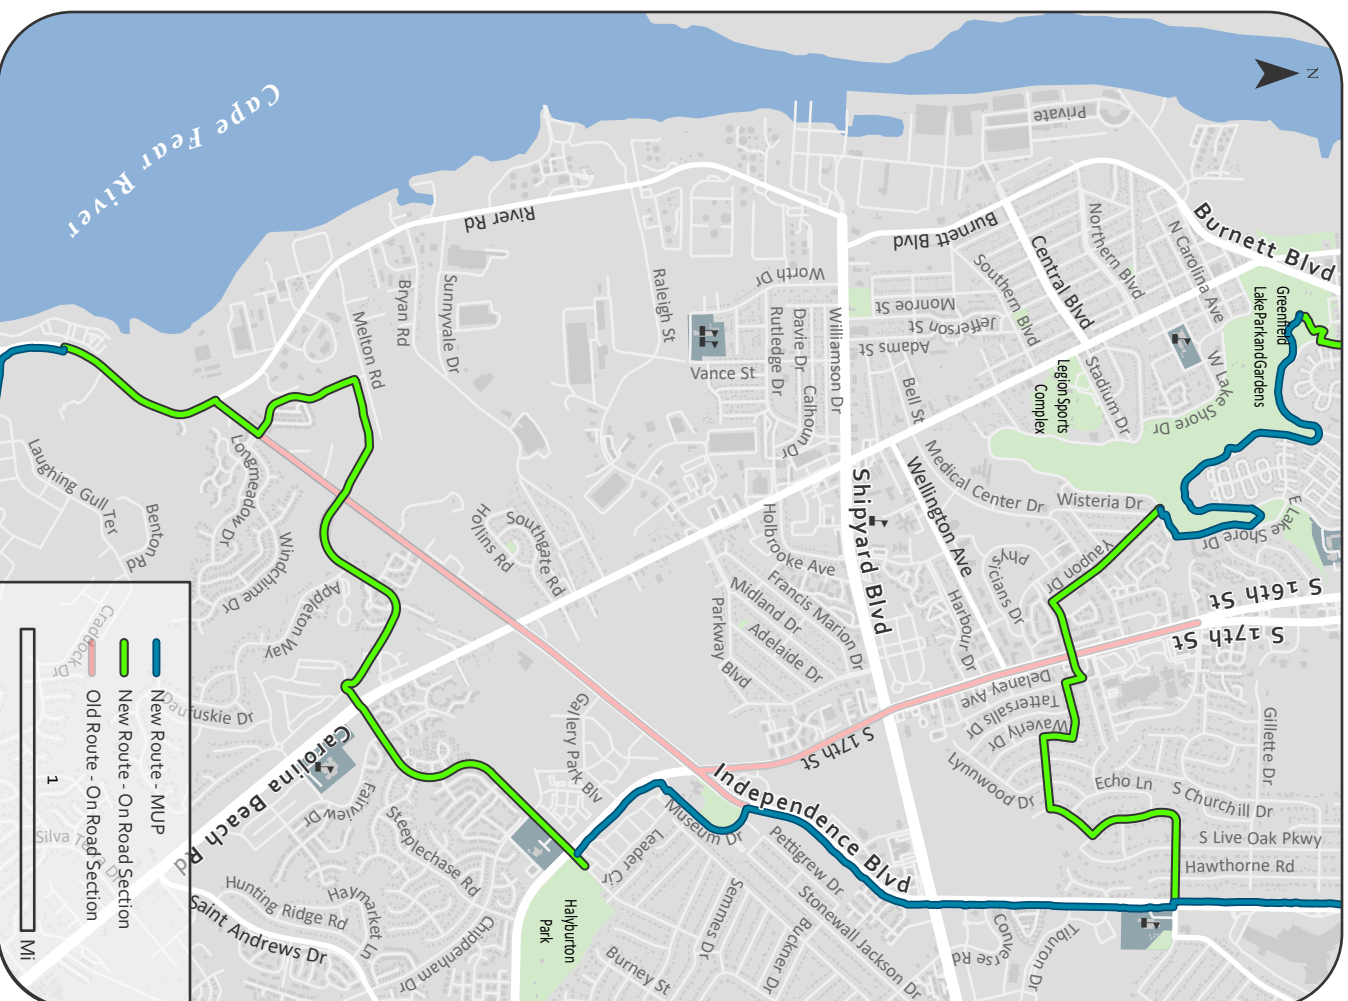 N
Cape Fear River
Private
River Rd
Burnett Blvd
Burnett Blvd
Central Blvd
Northern Blvd
N Carolina Ave
Southern Blvd
Worth Dr
Monroe St
Jefferson St
Adams St
Raleigh St
Rutledge Dr
Davie Dr
Calhoun Dr
Williamson Dr
Vance St
Bryan Rd
Sunnyvale Dr
Melton Rd
Legion Sports
Complex
Stadium Dr
W Lake Shore Dr
Greenfield
Lake Park and Gardens
Bell St
Medical Center Dr
Wisteria Dr
E Lake Shore Dr
Shipyard Blvd
Wellington Ave
Physicians Dr
Yaupon Dr
Harbour Dr
S 16th St
S 17th St
Laughing Gull Ter
Benton Rd
Longmeadow Dr
Windchime Dr
Appleton Way
Hollins Rd
Southgate Rd
Holbrooke Ave
Francis Marion Dr
Midland Dr
Adelaide Dr
Parkway Blvd
Delaney Ave
Tattersalls Dr
Waverly Dr
Lynnwood Dr
Echo Ln
S Churchill Dr
Gillette Dr
S Live Oak Pkwy
Hawthorne Rd
S 17th St
Independence Blvd
Gallery Park Blv
Museum Dr
Leader Cir
Pettigrew Dr
Stonewall Jackson Dr
Semmes Dr
Buckner Dr
Burney St
Converse Rd
Tiburon Dr
Halyburton
Park
Carolina Beach Rd
Fairview Dr
Steeplechase Rd
Haymarket Ln
Hunting Ridge Rd
Chippenham Dr
Saint Andrews Dr
Daufuskie Dr
Craddock Dr
New Route - MUP
New Route - On Road Section
Old Route - On Road Section
1
Mi